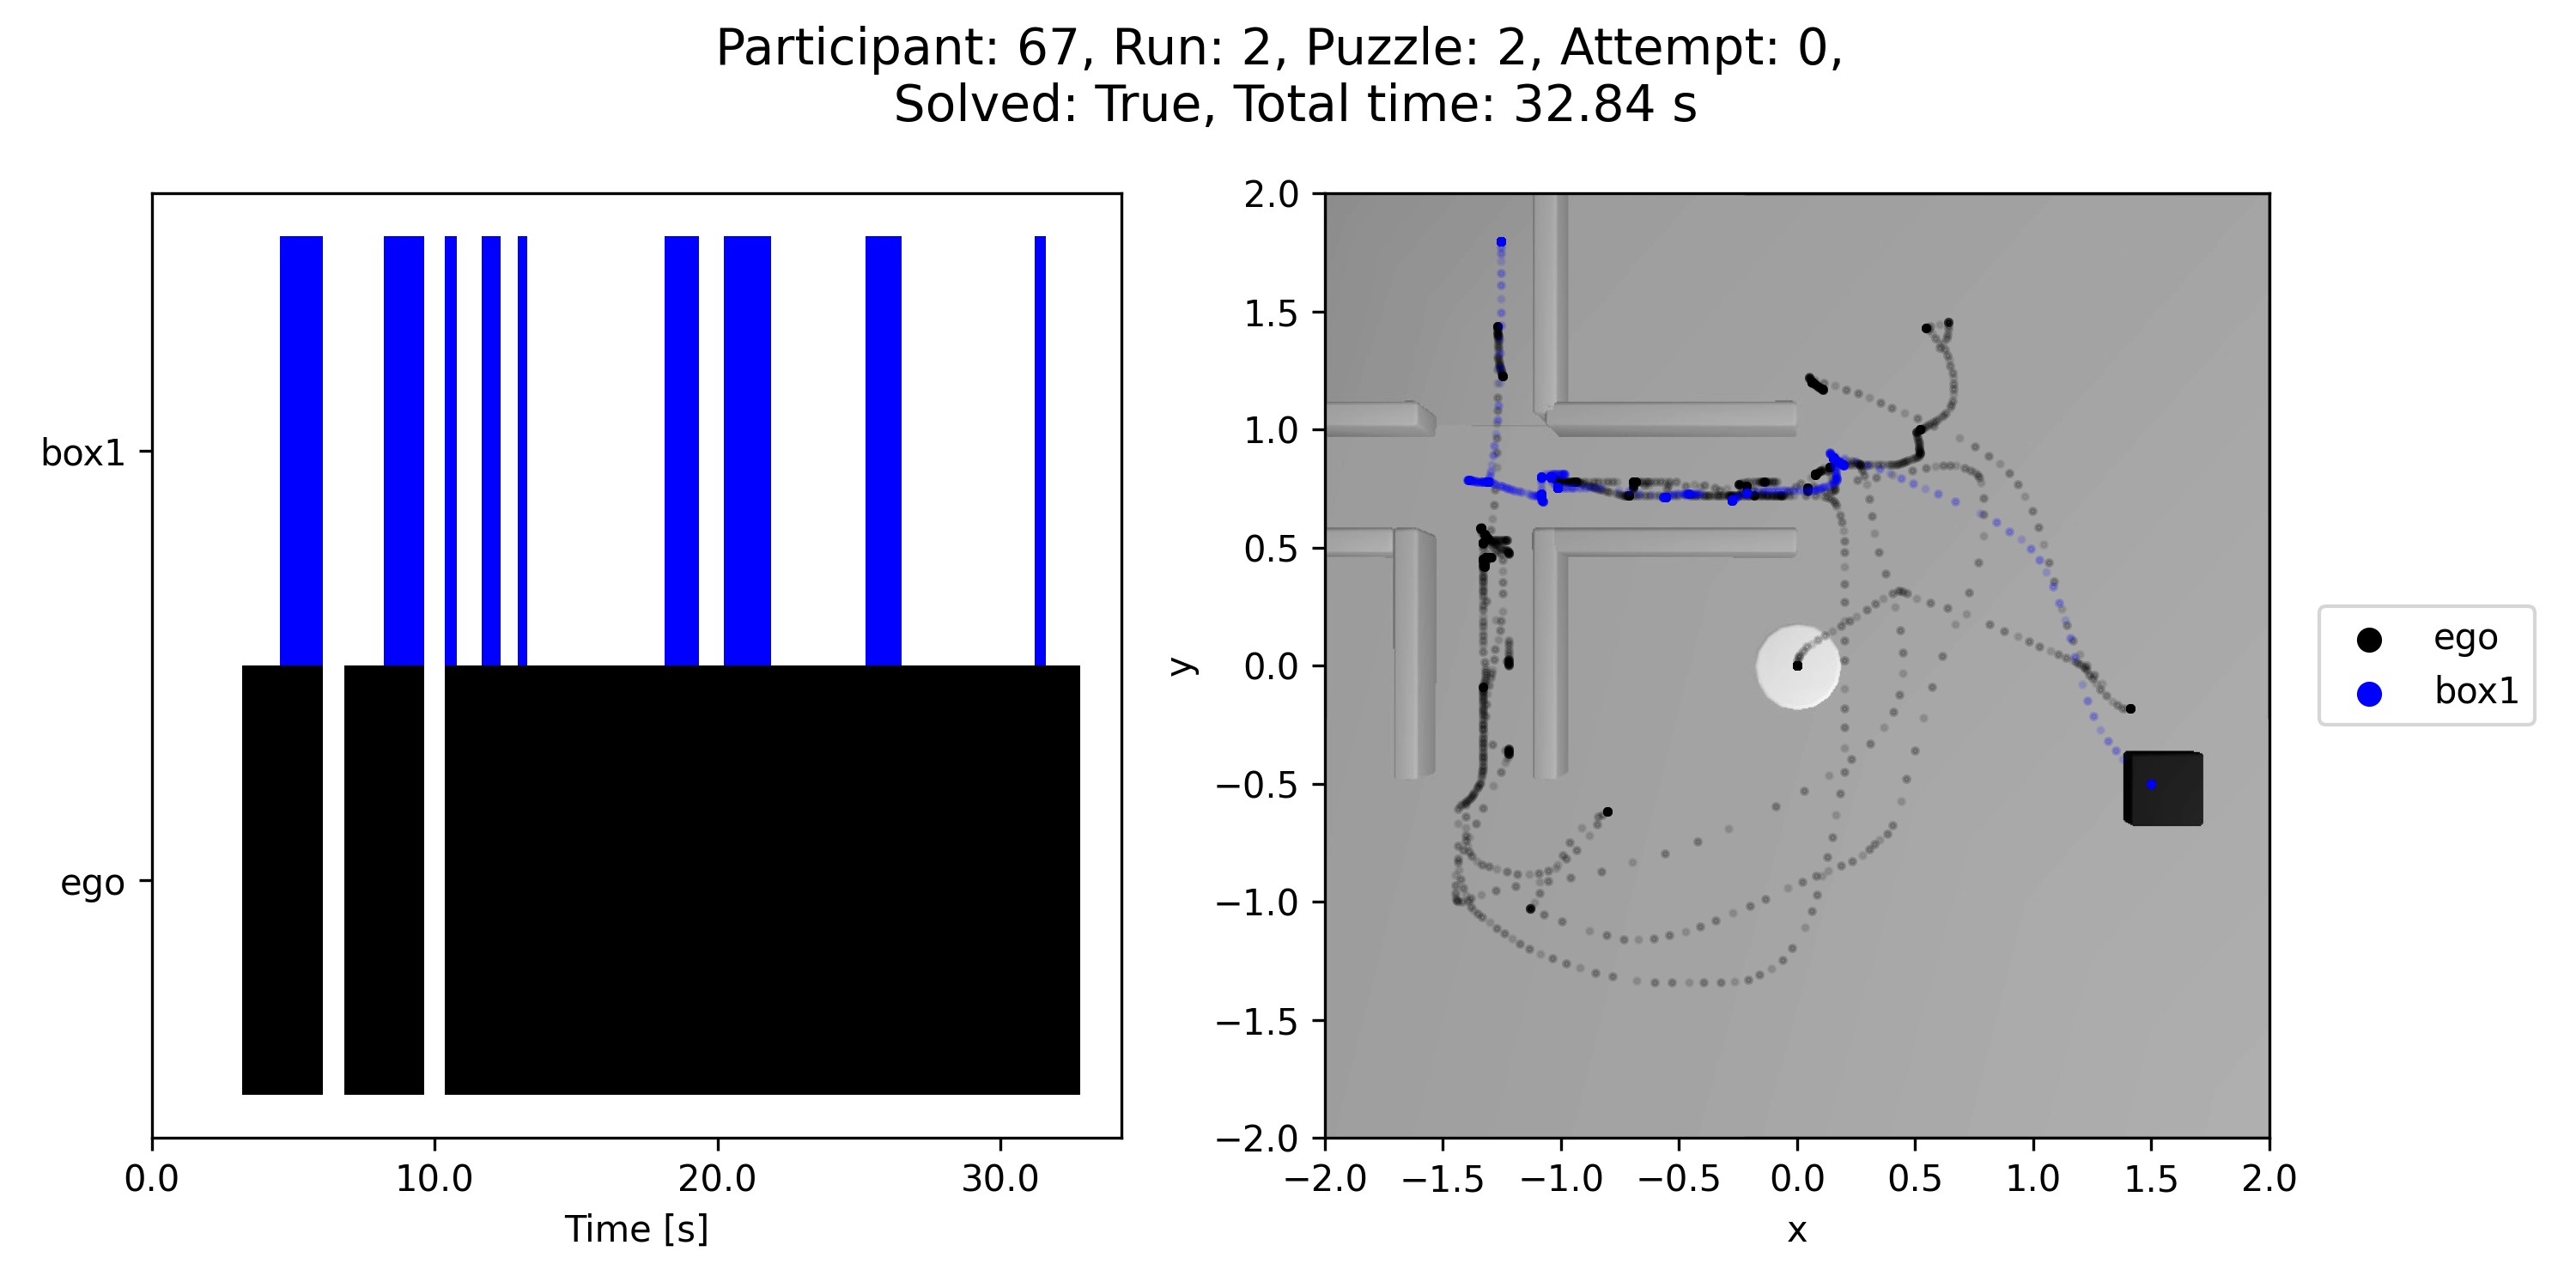 Participant: 67, Run: 2, Puzzle: 2, Attempt: 0,
Solved: True, Total time: 32.84 s
box1
ego
0.0 10.0 20.0 30.0
Time [s]
2.0
1.5
1.0
0.5
0.0
−0.5
−1.0
−1.5
−2.0
y
−2.0 −1.5 −1.0 −0.5 0.0 0.5 1.0 1.5 2.0
x
ego
box1